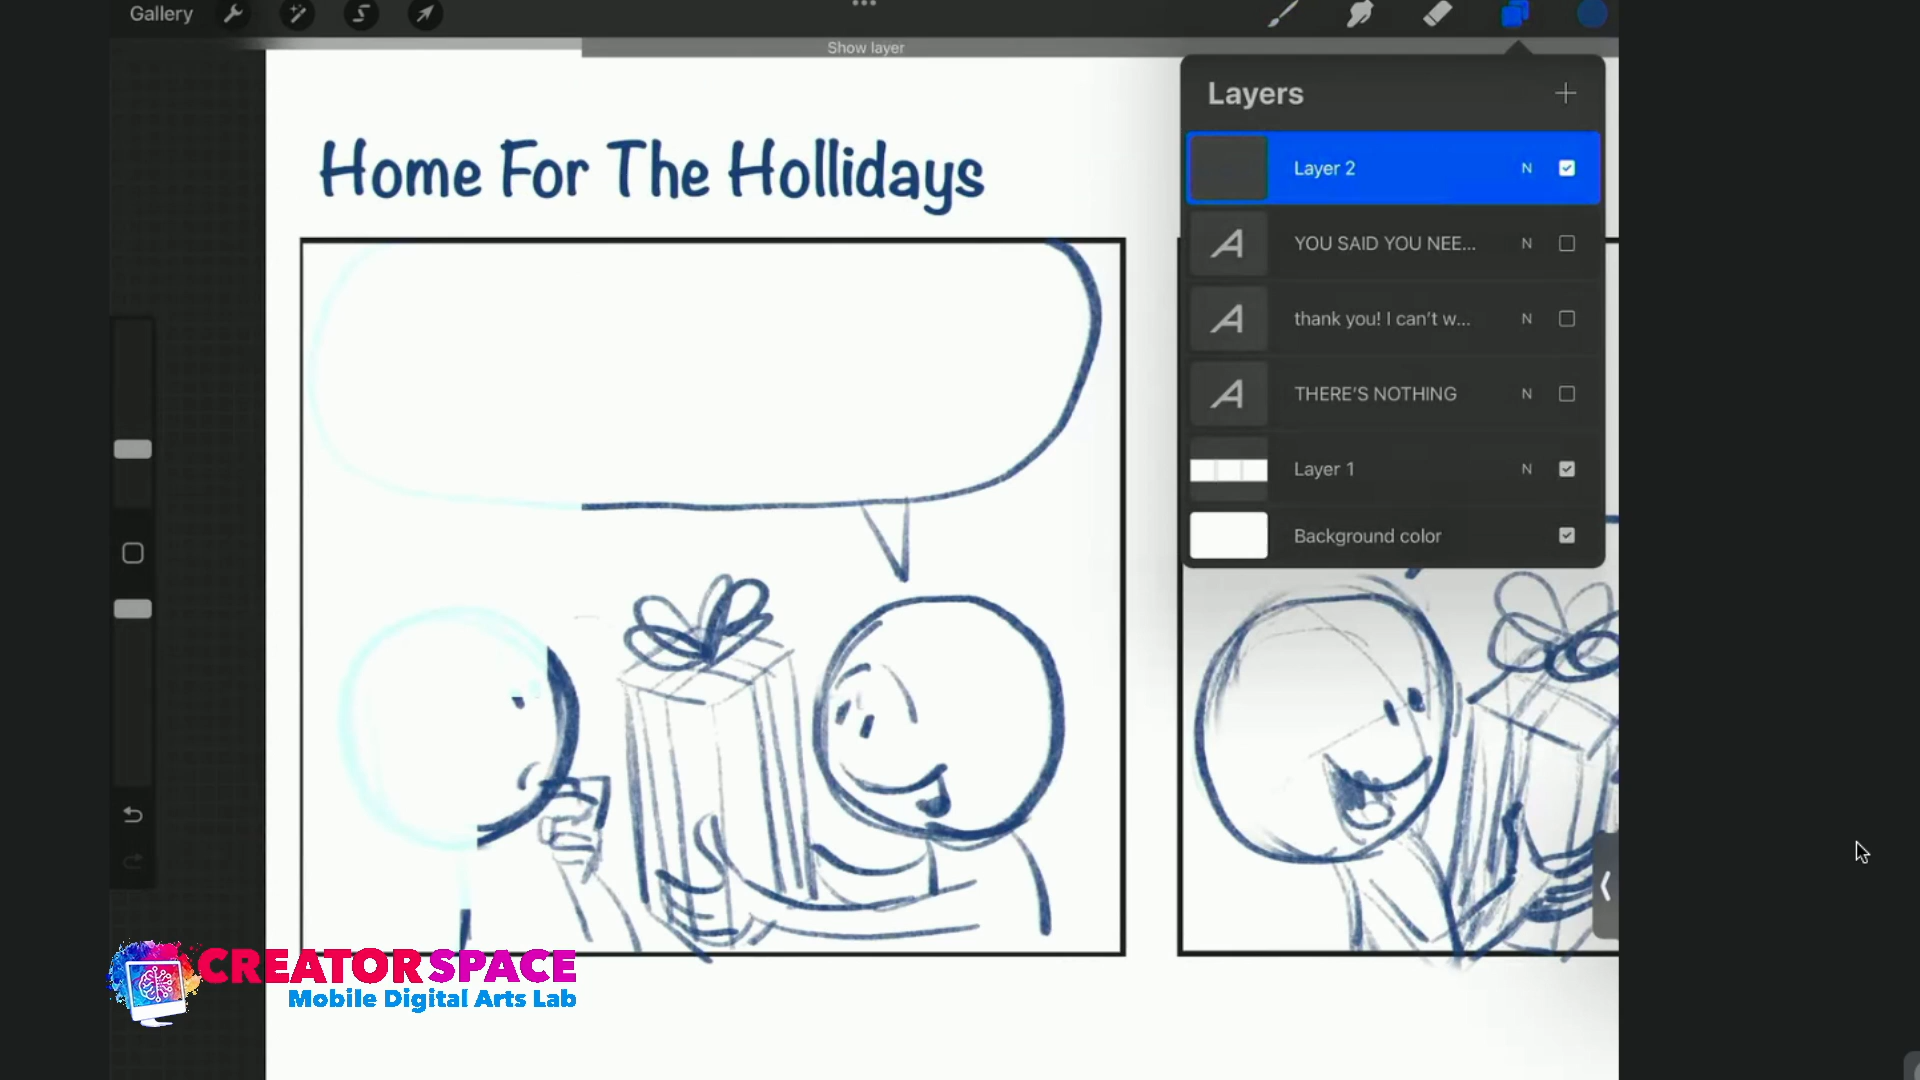 Gallery
Show layer
Layers
Layer 2 N
YOU SAID YOU NEE... N
thank you! I can't w... N
THERE'S NOTHING N
Layer 1 N
Background color
Home For The Hollidays
CREATORSPACE
Mobile Digital Arts Lab